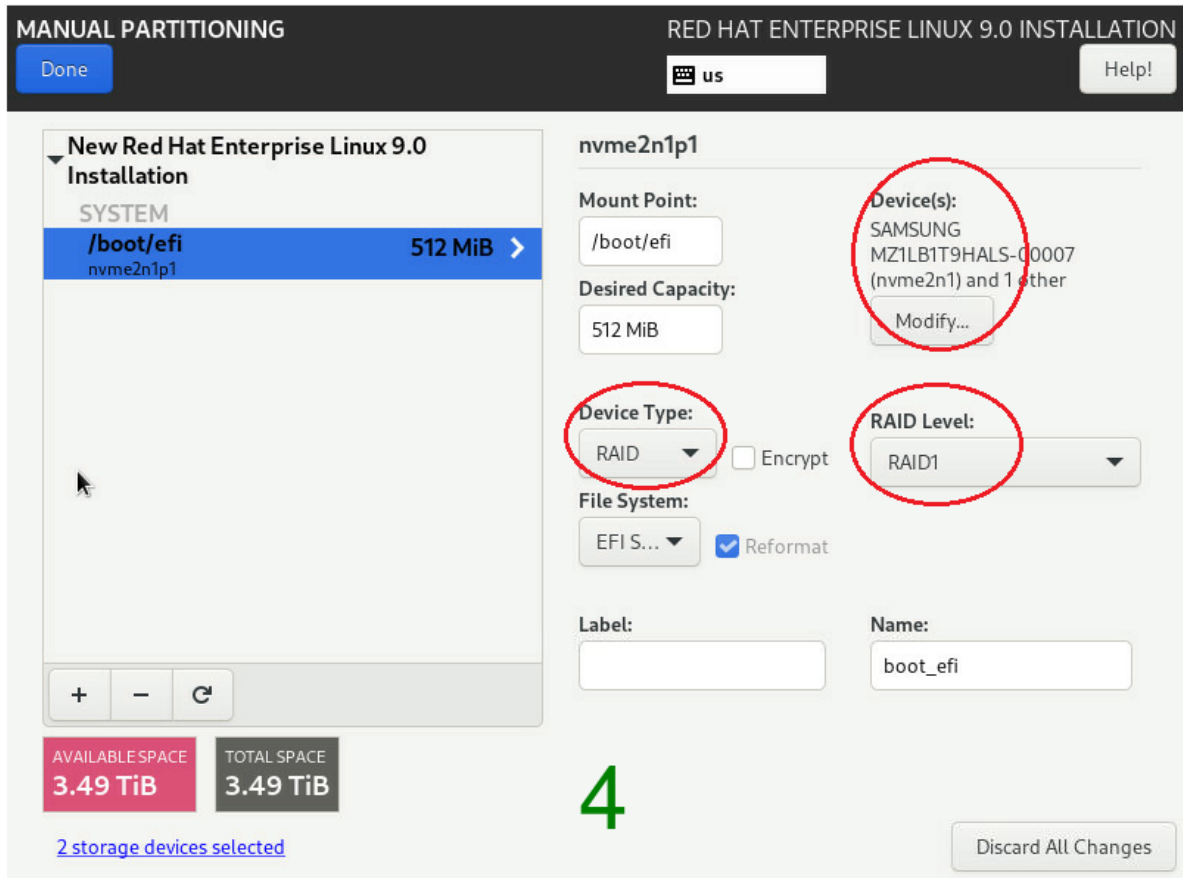 MANUAL PARTITIONING
RED HAT ENTERPRISE LINUX 9.0 INSTALLATION
Done
us
Help!
New Red Hat Enterprise Linux 9.0
Installation
SYSTEM
/boot/efi
512 MiB
nvme2n1p1
nvme2n1p1
Mount Point:
/boot/efi
Desired Capacity:
512 MiB
Device(s):
SAMSUNG
MZ1LB1T9HALS-00007
(nvme2n1) and 1 other
Modify...
Device Type:
RAID
Encrypt
RAID Level:
RAID1
File System:
EFI S...
Reformat
Label:
Name:
boot_efi
+ −
AVAILABLE SPACE
3.49 TiB
TOTAL SPACE
3.49 TiB
4
2 storage devices selected
Discard All Changes